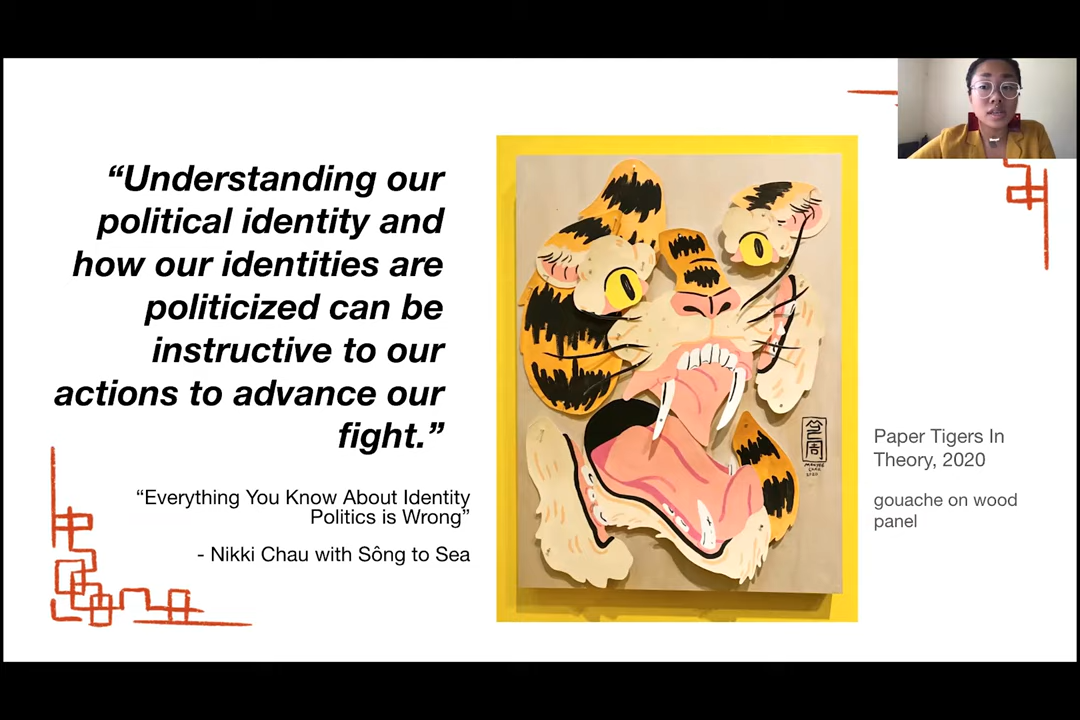 “Understanding our
political identity and
how our identities are
politicized can be
instructive to our
actions to advance our
fight.”
“Everything You Know About Identity
Politics is Wrong”
- Nikki Chau with Sông to Sea
Paper Tigers In
Theory, 2020
gouache on wood
panel